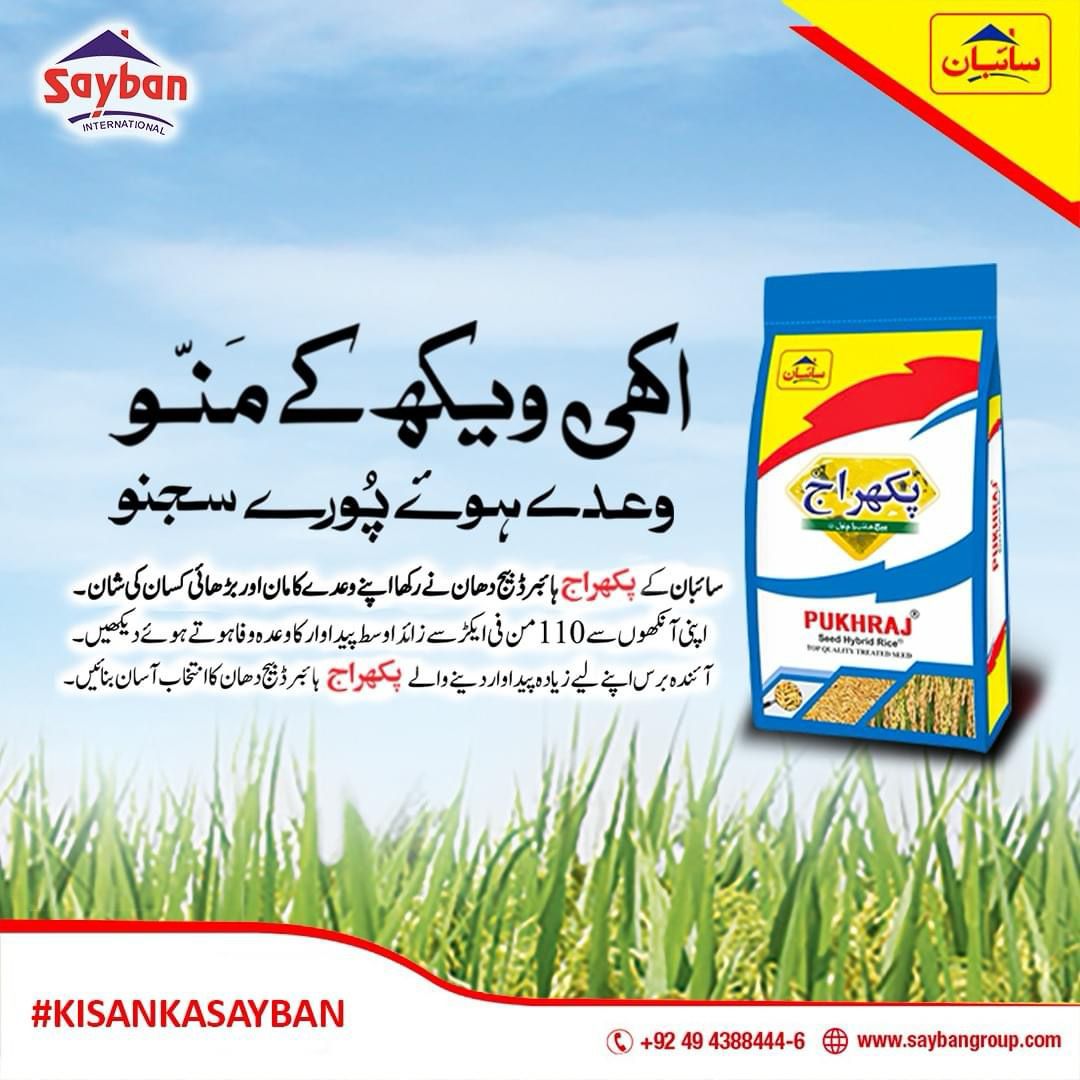 Sayban
INTERNATIONAL
سائبان
اکھی ویکھ کے مَنّو
وعدے ہوئے پُورے سجنو
سائبان کے پکھراج ہائبرڈ بیج دھان نے رکھا اپنے وعدے کا مان اور بڑھائی کسان کی شان۔
اپنی آنکھوں سے 110 من فی ایکڑ سے زائد اوسط پیداوار کا وعدہ وفا ہوتے ہوئے دیکھیں۔
آئندہ برس اپنے لیے زیادہ پیداوار دینے والے پکھراج ہائبرڈ بیج دھان کا انتخاب آسان بنائیں۔
سائبان
پکھراج
PUKHRAJ®
Seed Hybrid Rice®
TOP QUALITY TREATED SEED
PUKHRAJ
#KISANKASAYBAN
+92 49 4388444-6
www.saybangroup.com